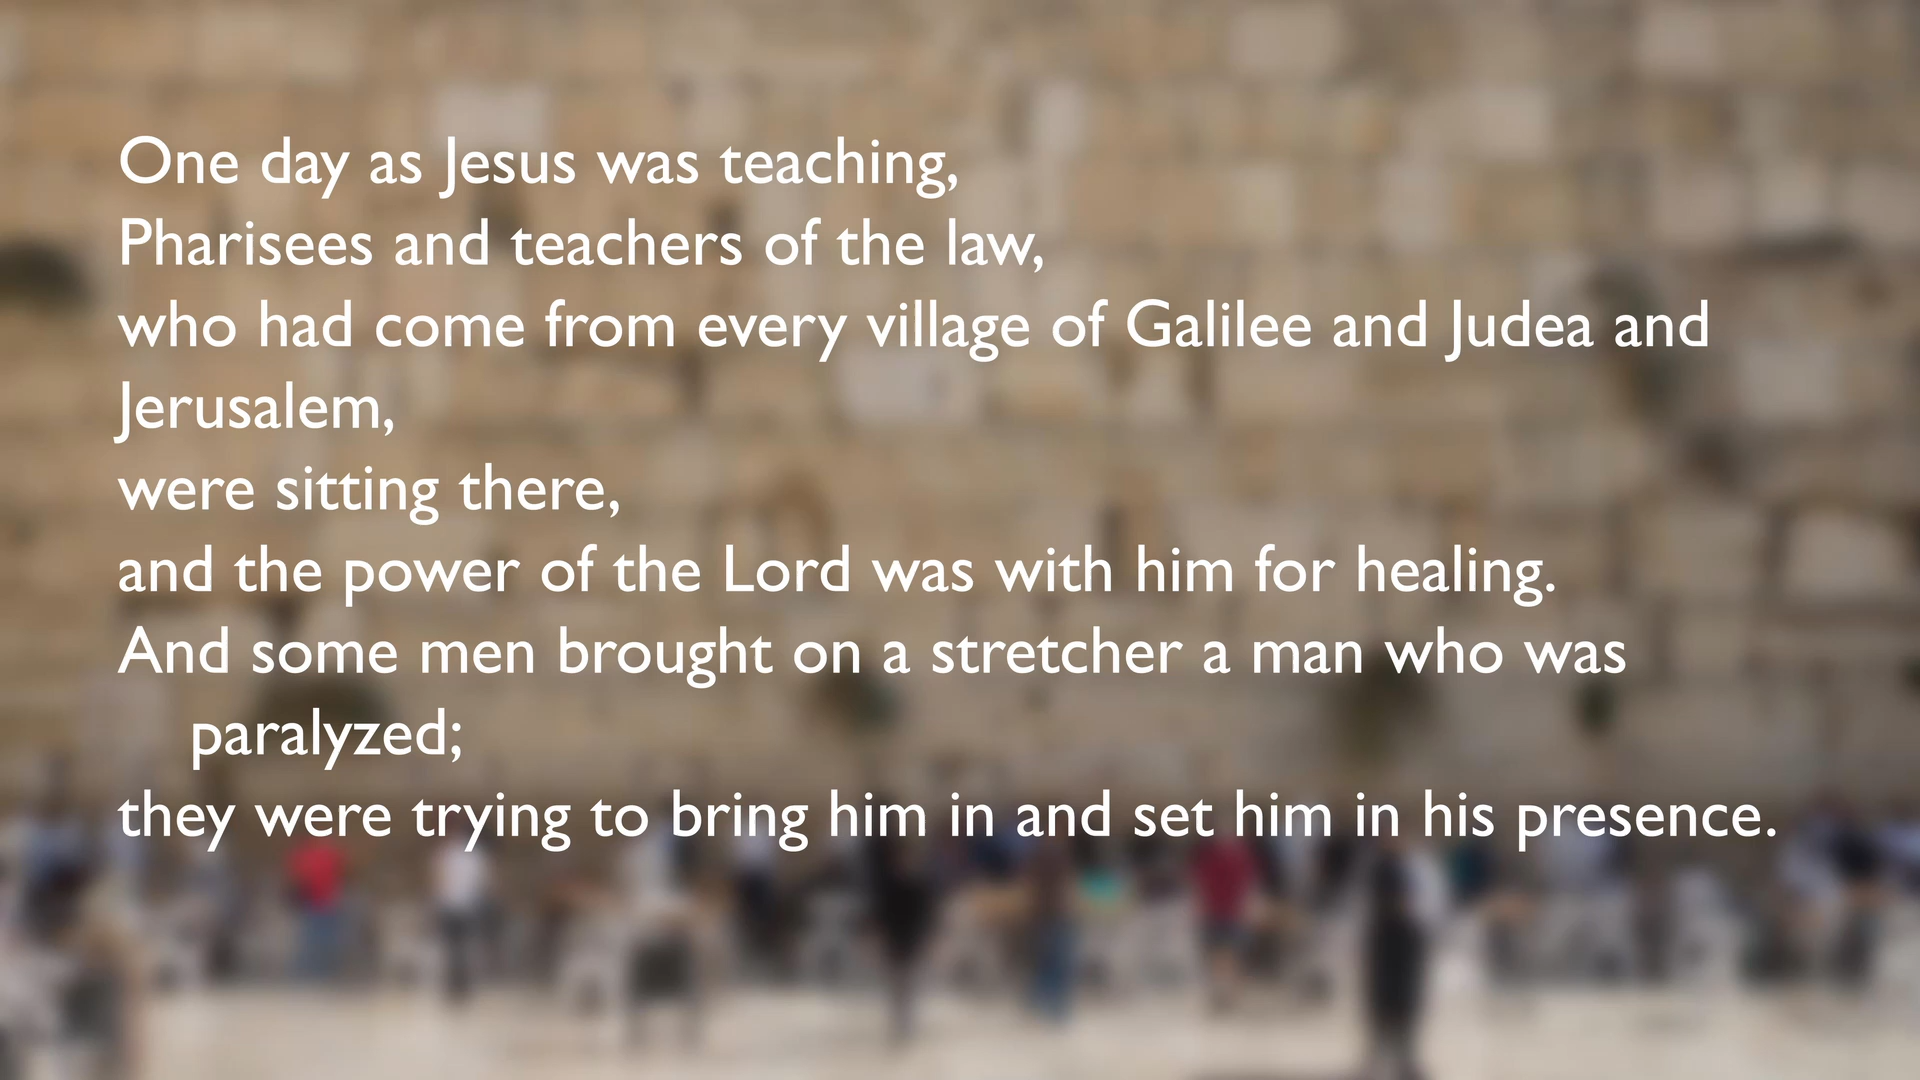 One day as Jesus was teaching,
Pharisees and teachers of the law,
who had come from every village of Galilee and Judea and
Jerusalem,
were sitting there,
and the power of the Lord was with him for healing.
And some men brought on a stretcher a man who was
paralyzed;
they were trying to bring him in and set him in his presence.